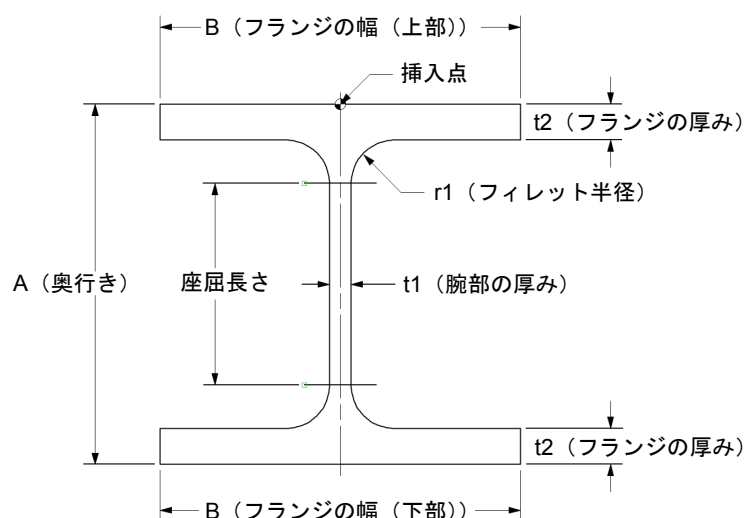 B（フランジの幅（上部））
挿入点
t2（フランジの厚み）
r1（フィレット半径）
A（奥行き）
座屈長さ
t1（腕部の厚み）
t2（フランジの厚み）
B（フランジの幅（下部））